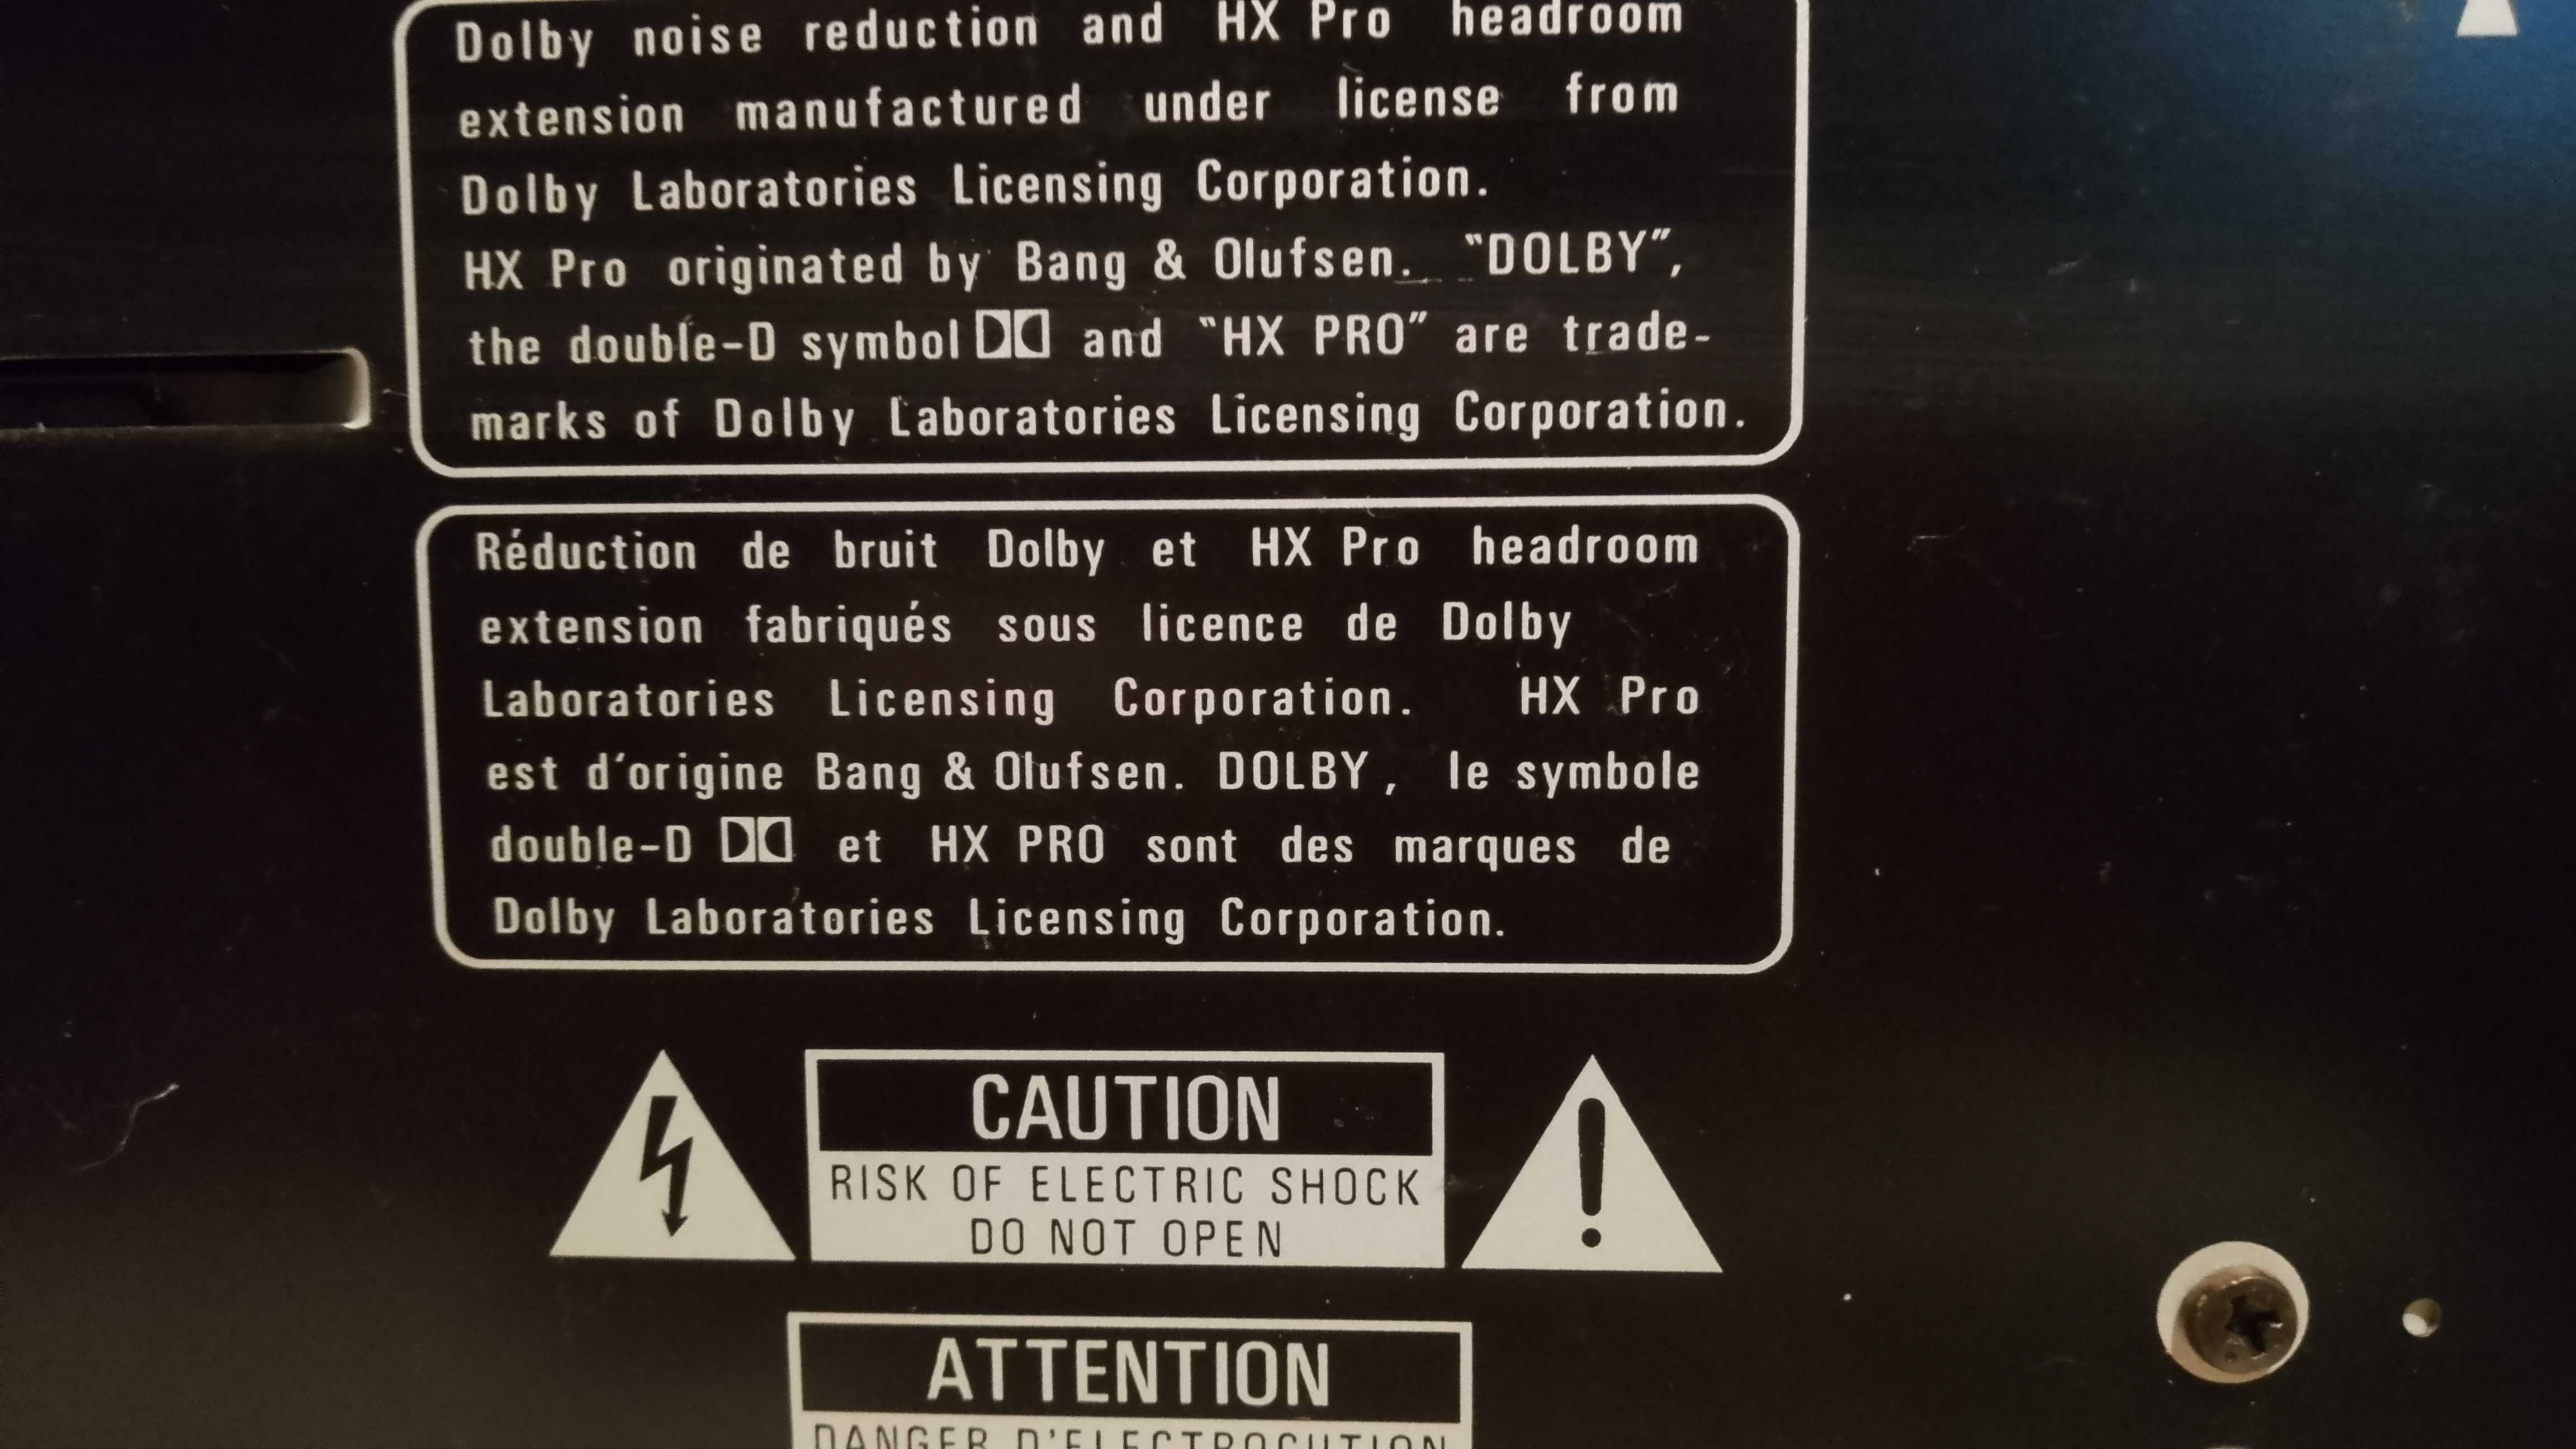 Dolby noise reduction and HX Pro headroom
extension manufactured under license from
Dolby Laboratories Licensing Corporation.
HX Pro originated by Bang & Olufsen. "DOLBY",
the double-D symbol and "HX PRO" are trade-
marks of Dolby Laboratories Licensing Corporation.
Réduction de bruit Dolby et HX Pro headroom
extension fabriqués sous licence de Dolby
Laboratories Licensing Corporation. HX Pro
est d'origine Bang & Olufsen. DOLBY, le symbole
double-D et HX PRO sont des marques de
Dolby Laboratories Licensing Corporation.
CAUTION
RISK OF ELECTRIC SHOCK
DO NOT OPEN
ATTENTION
DANGER D'ELECTROCUTION